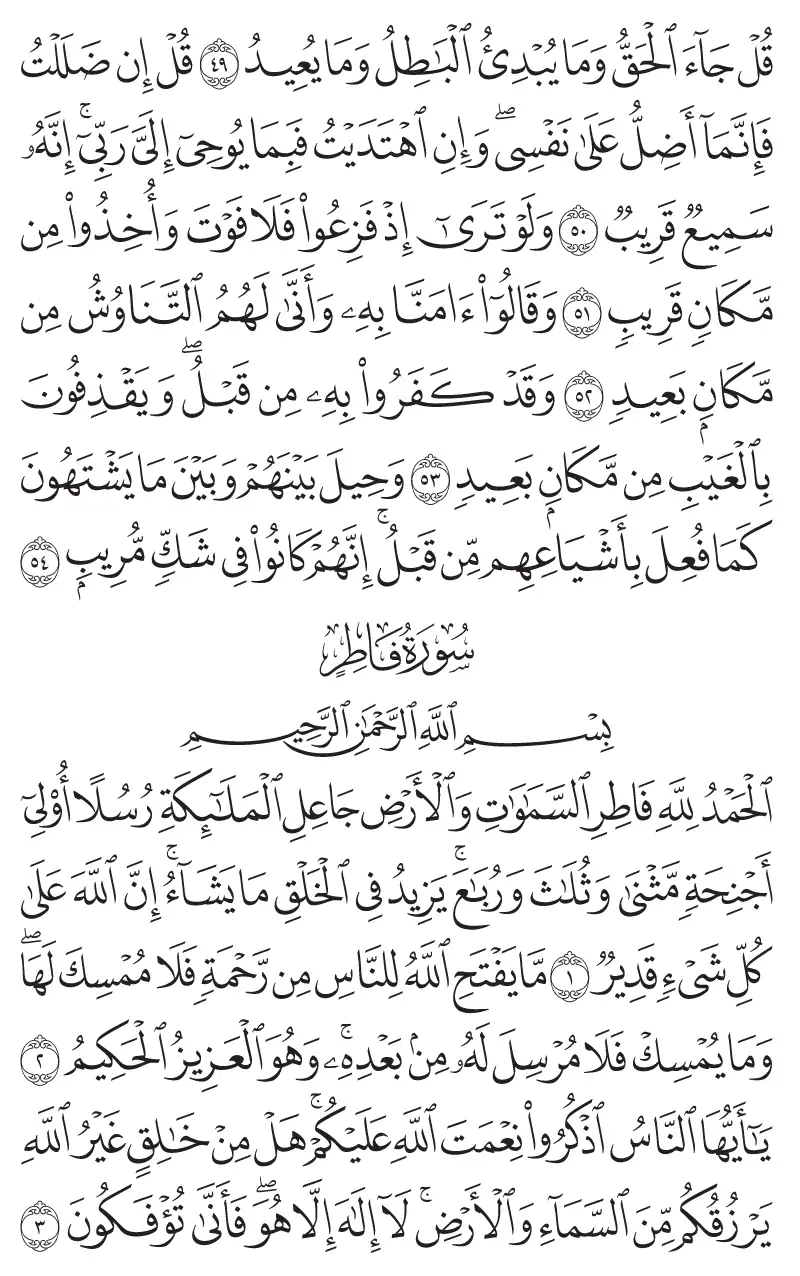 قُلْ جَآءَ ٱلْحَقُّ وَمَا يُبْدِئُ ٱلْبَـٰطِلُ وَمَا يُعِيدُ ٤٩ قُلْ إِن ضَلَلْتُ
فَإِنَّمَآ أَضِلُّ عَلَىٰ نَفْسِى ۖ وَإِنِ ٱهْتَدَيْتُ فَبِمَا يُوحِىٓ إِلَىَّ رَبِّىٓ ۚ إِنَّهُۥ
سَمِيعٌ قَرِيبٌ ٥٠ وَلَوْ تَرَىٰٓ إِذْ فَزِعُوا۟ فَلَا فَوْتَ وَأُخِذُوا۟ مِن
مَّكَانٍ قَرِيبٍ ٥١ وَقَالُوٓا۟ ءَامَنَّا بِهِۦ وَأَنَّىٰ لَهُمُ ٱلتَّنَاوُشُ مِن
مَّكَانٍۭ بَعِيدٍ ٥٢ وَقَدْ كَفَرُوا۟ بِهِۦ مِن قَبْلُ ۖ وَيَقْذِفُونَ
بِٱلْغَيْبِ مِن مَّكَانٍۭ بَعِيدٍ ٥٣ وَحِيلَ بَيْنَهُمْ وَبَيْنَ مَا يَشْتَهُونَ
كَمَا فُعِلَ بِأَشْيَاعِهِم مِّن قَبْلُ ۚ إِنَّهُمْ كَانُوا۟ فِى شَكٍّ مُّرِيبٍۭ ٥٤
سُورَةُ فَاطِرٍ
بِسْمِ ٱللَّهِ ٱلرَّحْمَـٰنِ ٱلرَّحِيمِ
ٱلْحَمْدُ لِلَّهِ فَاطِرِ ٱلسَّمَـٰوَٰتِ وَٱلْأَرْضِ جَاعِلِ ٱلْمَلَـٰٓئِكَةِ رُسُلًا أُو۟لِىٓ
أَجْنِحَةٍ مَّثْنَىٰ وَثُلَـٰثَ وَرُبَـٰعَ ۚ يَزِيدُ فِى ٱلْخَلْقِ مَا يَشَآءُ ۚ إِنَّ ٱللَّهَ عَلَىٰ
كُلِّ شَىْءٍ قَدِيرٌ ١ مَّا يَفْتَحِ ٱللَّهُ لِلنَّاسِ مِن رَّحْمَةٍ فَلَا مُمْسِكَ لَهَا ۖ
وَمَا يُمْسِكْ فَلَا مُرْسِلَ لَهُۥ مِنۢ بَعْدِهِۦ ۚ وَهُوَ ٱلْعَزِيزُ ٱلْحَكِيمُ ٢
يَـٰٓأَيُّهَا ٱلنَّاسُ ٱذْكُرُوا۟ نِعْمَتَ ٱللَّهِ عَلَيْكُمْ ۚ هَلْ مِنْ خَـٰلِقٍ غَيْرُ ٱللَّهِ
يَرْزُقُكُم مِّنَ ٱلسَّمَآءِ وَٱلْأَرْضِ ۚ لَآ إِلَـٰهَ إِلَّا هُوَ ۖ فَأَنَّىٰ تُؤْفَكُونَ ٣